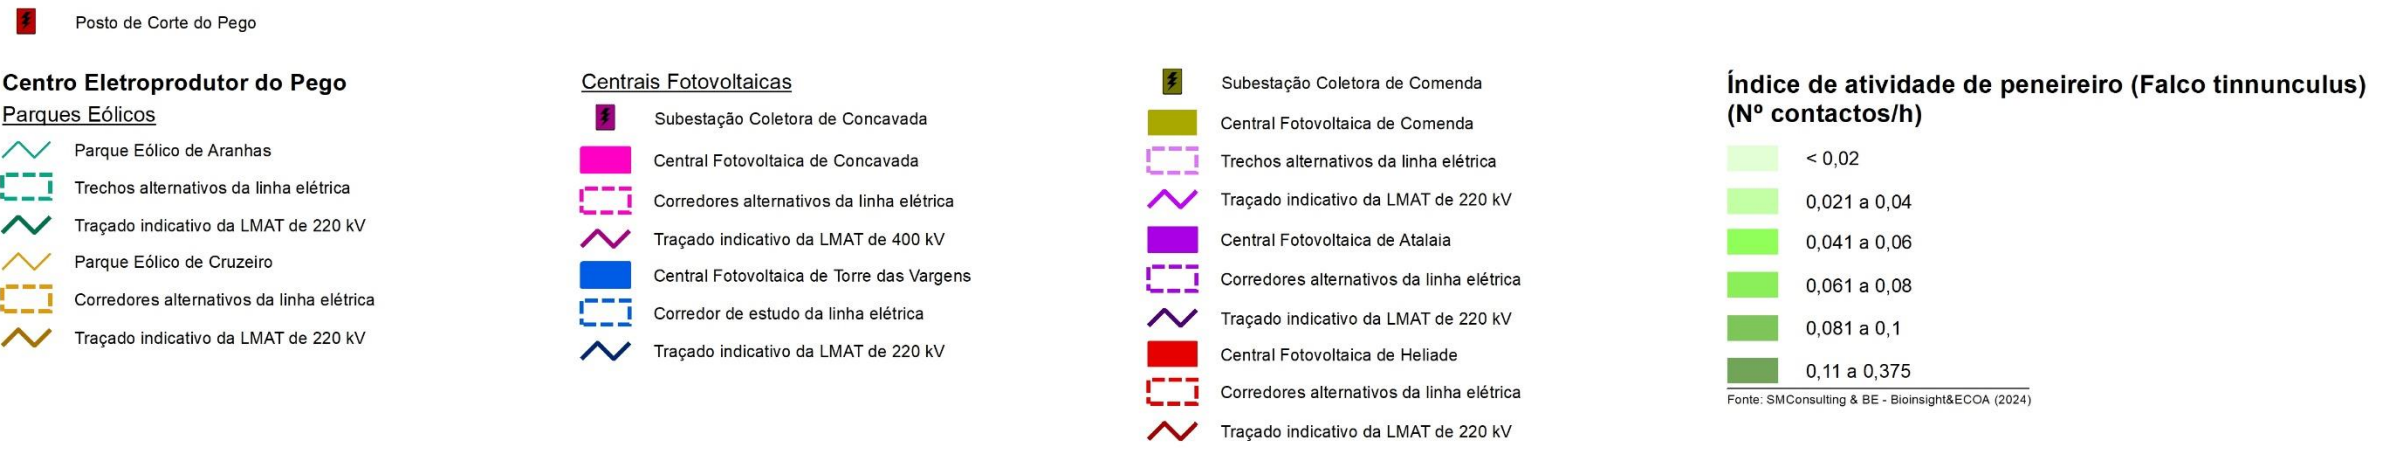 Posto de Corte do Pego
Centro Eletroprodutor do Pego
Parques Eólicos
Parque Eólico de Aranhas
Trechos alternativos da linha elétrica
Traçado indicativo da LMAT de 220 kV
Parque Eólico de Cruzeiro
Corredores alternativos da linha elétrica
Traçado indicativo da LMAT de 220 kV
Centrais Fotovoltaicas
Subestação Coletora de Concavada
Central Fotovoltaica de Concavada
Corredores alternativos da linha elétrica
Traçado indicativo da LMAT de 400 kV
Central Fotovoltaica de Torre das Vargens
Corredor de estudo da linha elétrica
Traçado indicativo da LMAT de 220 kV
Subestação Coletora de Comenda
Central Fotovoltaica de Comenda
Trechos alternativos da linha elétrica
Traçado indicativo da LMAT de 220 kV
Central Fotovoltaica de Atalaia
Corredores alternativos da linha elétrica
Traçado indicativo da LMAT de 220 kV
Central Fotovoltaica de Heliade
Corredores alternativos da linha elétrica
Traçado indicativo da LMAT de 220 kV
Índice de atividade de peneireiro (Falco tinnunculus)
(Nº contactos/h)
< 0,02
0,021 a 0,04
0,041 a 0,06
0,061 a 0,08
0,081 a 0,1
0,11 a 0,375
Fonte: SMConsulting & BE - Bioinsight&ECOA (2024)